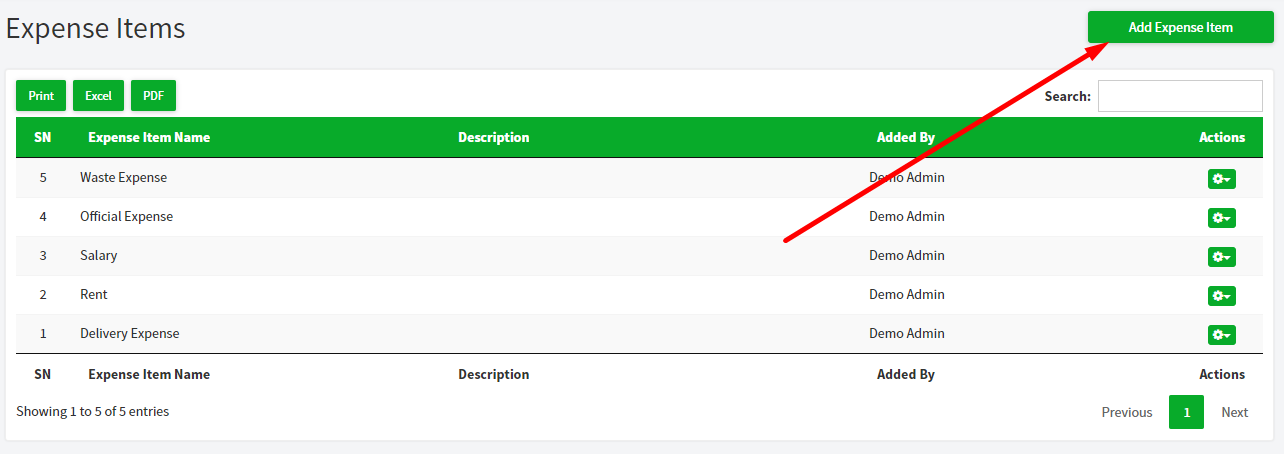 Expense Items Add Expense Item
Print Excel PDF Search:
SN Expense Item Name Description Added By Actions
5 Waste Expense Demo Admin
4 Official Expense Demo Admin
3 Salary Demo Admin
2 Rent Demo Admin
1 Delivery Expense Demo Admin
SN Expense Item Name Description Added By Actions
Showing 1 to 5 of 5 entries Previous 1 Next